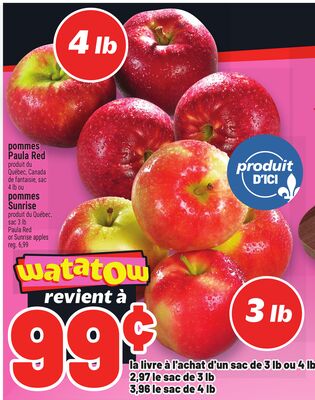 4 lb
pommes
Paula Red
produit du
Québec, Canada
de fantaisie, sac
4 lb ou
pommes
Sunrise
produit du Québec,
sac 3 lb
Paula Red
or Sunrise apples
reg. 6,99
produit
D'ICI
watatow
revient à
99¢
3 lb
la livre à l'achat d'un sac de 3 lb ou 4 lb
2,97 le sac de 3 lb
3,96 le sac de 4 lb